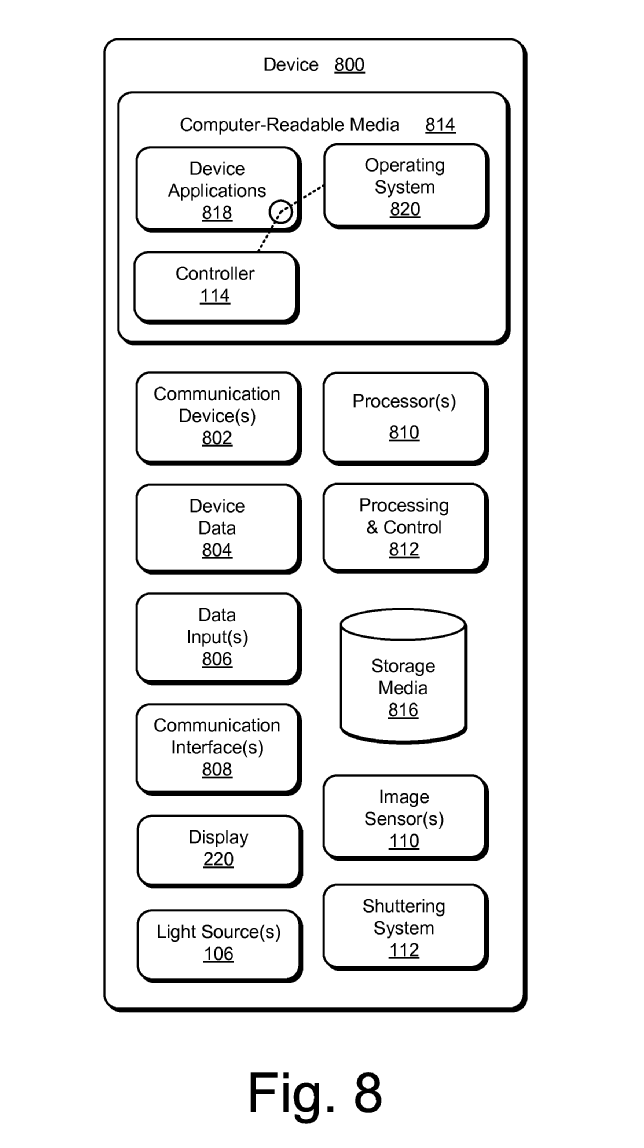 Device 800
Computer-Readable Media 814
Device
Applications
818
Operating
System
820
Controller
114
Communication
Device(s)
802
Processor(s)
810
Device
Data
804
Processing
& Control
812
Data
Input(s)
806
Storage
Media
816
Communication
Interface(s)
808
Image
Sensor(s)
110
Display
220
Shuttering
System
112
Light Source(s)
106
Fig. 8